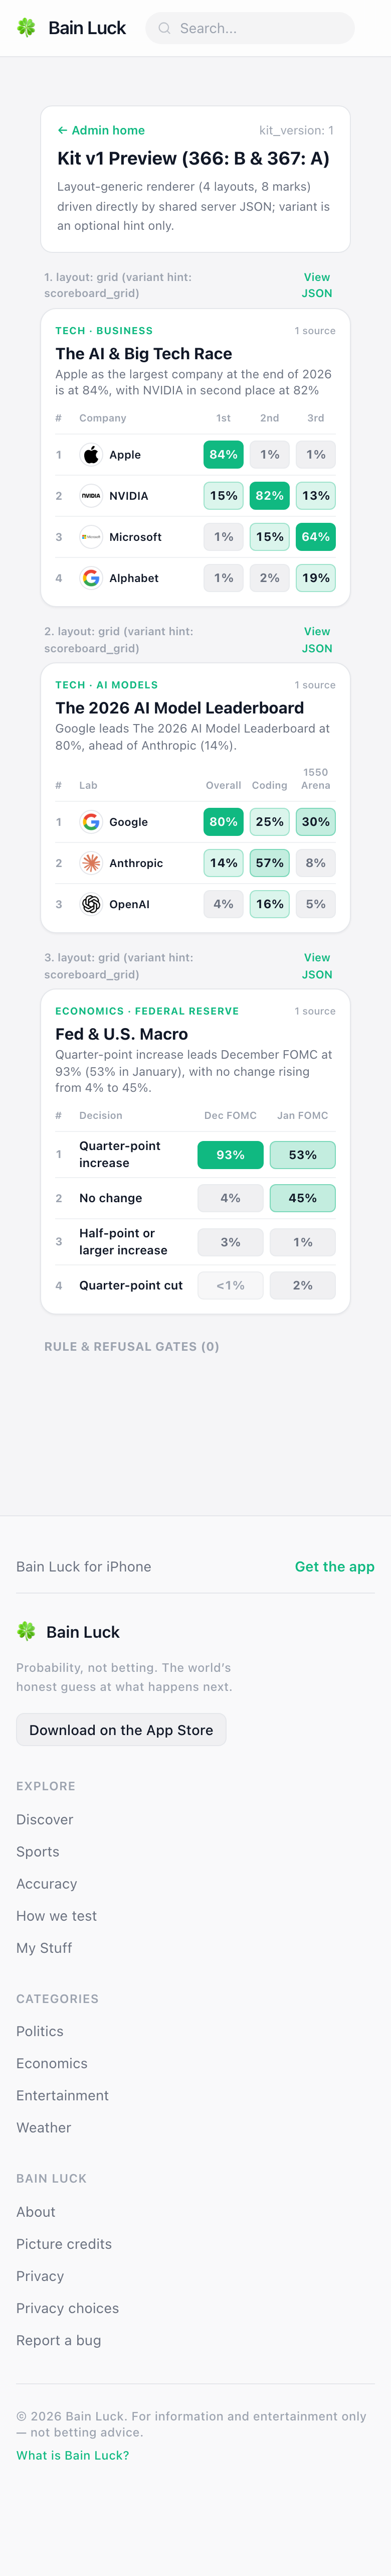 Bain Luck
Search...
← Admin home
kit_version: 1
Kit v1 Preview (366: B & 367: A)
Layout-generic renderer (4 layouts, 8 marks)
driven directly by shared server JSON; variant is
an optional hint only.
1. layout: grid (variant hint:
scoreboard_grid)
View
JSON
TECH · BUSINESS
1 source
The AI & Big Tech Race
Apple as the largest company at the end of 2026
is at 84%, with NVIDIA in second place at 82%
# Company 1st 2nd 3rd
1 Apple 84% 1% 1%
2 NVIDIA NVIDIA 15% 82% 13%
3 Microsoft Microsoft 1% 15% 64%
4 Alphabet 1% 2% 19%
2. layout: grid (variant hint:
scoreboard_grid)
View
JSON
TECH · AI MODELS
1 source
The 2026 AI Model Leaderboard
Google leads The 2026 AI Model Leaderboard at
80%, ahead of Anthropic (14%).
# Lab Overall Coding 1550
Arena
1 Google 80% 25% 30%
2 Anthropic 14% 57% 8%
3 OpenAI 4% 16% 5%
3. layout: grid (variant hint:
scoreboard_grid)
View
JSON
ECONOMICS · FEDERAL RESERVE
1 source
Fed & U.S. Macro
Quarter-point increase leads December FOMC at
93% (53% in January), with no change rising
from 4% to 45%.
# Decision Dec FOMC Jan FOMC
1 Quarter-point
increase 93% 53%
2 No change 4% 45%
3 Half-point or
larger increase 3% 1%
4 Quarter-point cut <1% 2%
RULE & REFUSAL GATES (0)
Bain Luck for iPhone
Get the app
Bain Luck
Probability, not betting. The world's
honest guess at what happens next.
Download on the App Store
EXPLORE
Discover
Sports
Accuracy
How we test
My Stuff
CATEGORIES
Politics
Economics
Entertainment
Weather
BAIN LUCK
About
Picture credits
Privacy
Privacy choices
Report a bug
© 2026 Bain Luck. For information and entertainment only
— not betting advice.
What is Bain Luck?